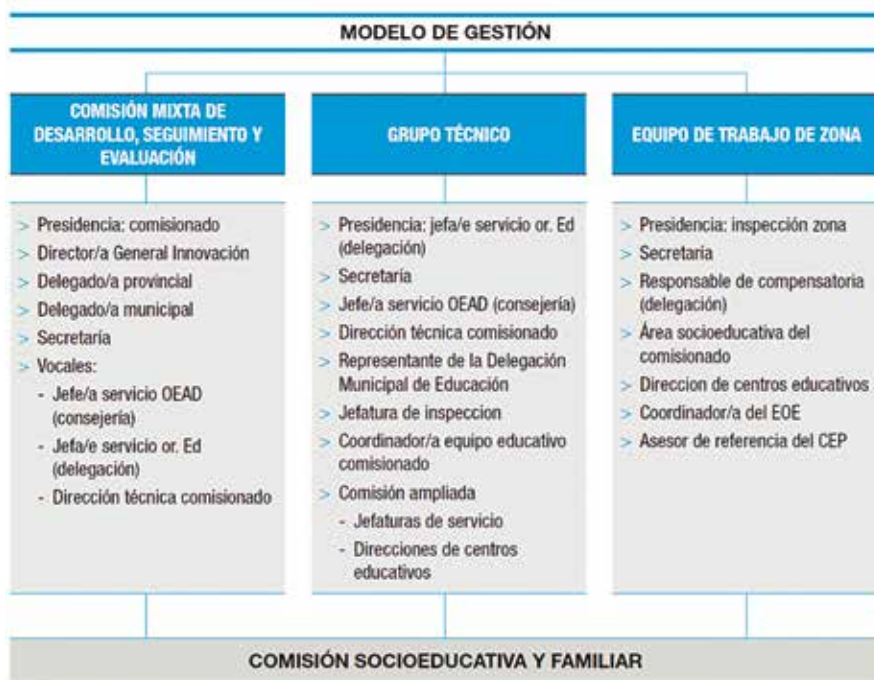 MODELO DE GESTIÓN
COMISIÓN MIXTA DE
DESARROLLO, SEGUIMIENTO Y
EVALUACIÓN
> Presidencia: comisionado
> Director/a General Innovación
> Delegado/a provincial
> Delegado/a municipal
> Secretaría
> Vocales:
- Jefe/a servicio OEAD
(consejería)
- Jefa/e servicio or. Ed
(delegación)
- Dirección técnica comisionado
GRUPO TÉCNICO
> Presidencia: jefa/e servicio or. Ed
(delegación)
> Secretaría
> Jefe/a servicio OEAD (consejería)
> Dirección técnica comisionado
> Representante de la Delegación
Municipal de Educación
> Jefatura de inspeccion
> Coordinador/a equipo educativo
comisionado
> Comisión ampliada
- Jefaturas de servicio
- Direcciones de centros
educativos
EQUIPO DE TRABAJO DE ZONA
> Presidencia: inspección zona
> Secretaría
> Responsable de compensatoria
(delegación)
> Área socioeducativa del
comisionado
> Direccion de centros educativos
> Coordinador/a del EOE
> Asesor de referencia del CEP
COMISIÓN SOCIOEDUCATIVA Y FAMILIAR